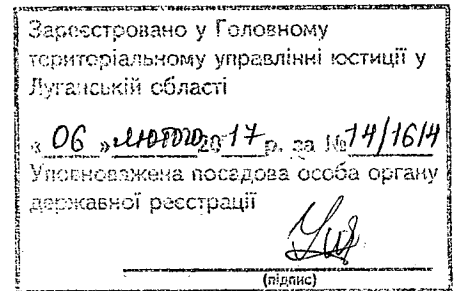 Зареєстровано у Головному
територіальному управлінні юстиції у
Луганській області
« 06 » лютого 20 17 р. за № 14/1614
Уповноважена посадова особа органу
державної реєстрації
(підпис)